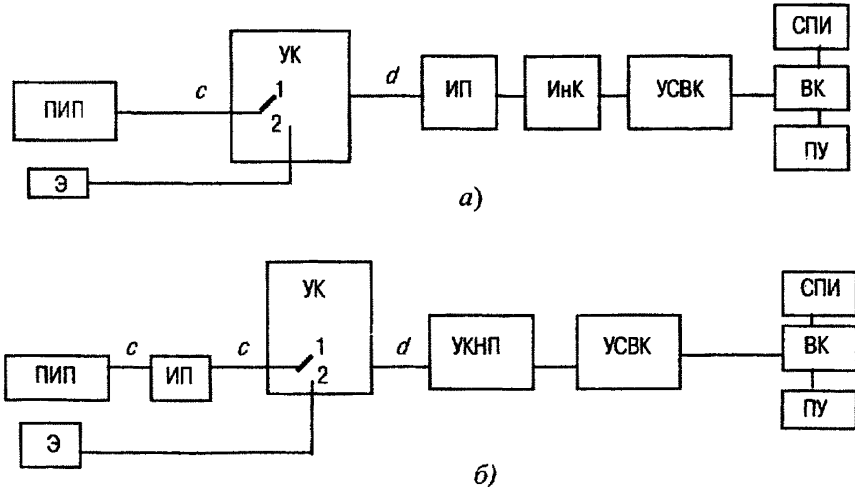 СПИ
УК
c
1
d
ПИП
ИП
ИнК
УСВК
ВК
2
ПУ
Э
а)
УК
СПИ
c
c
1
d
УКНП
УСВК
ВК
ПИП
ИП
2
ПУ
Э
б)